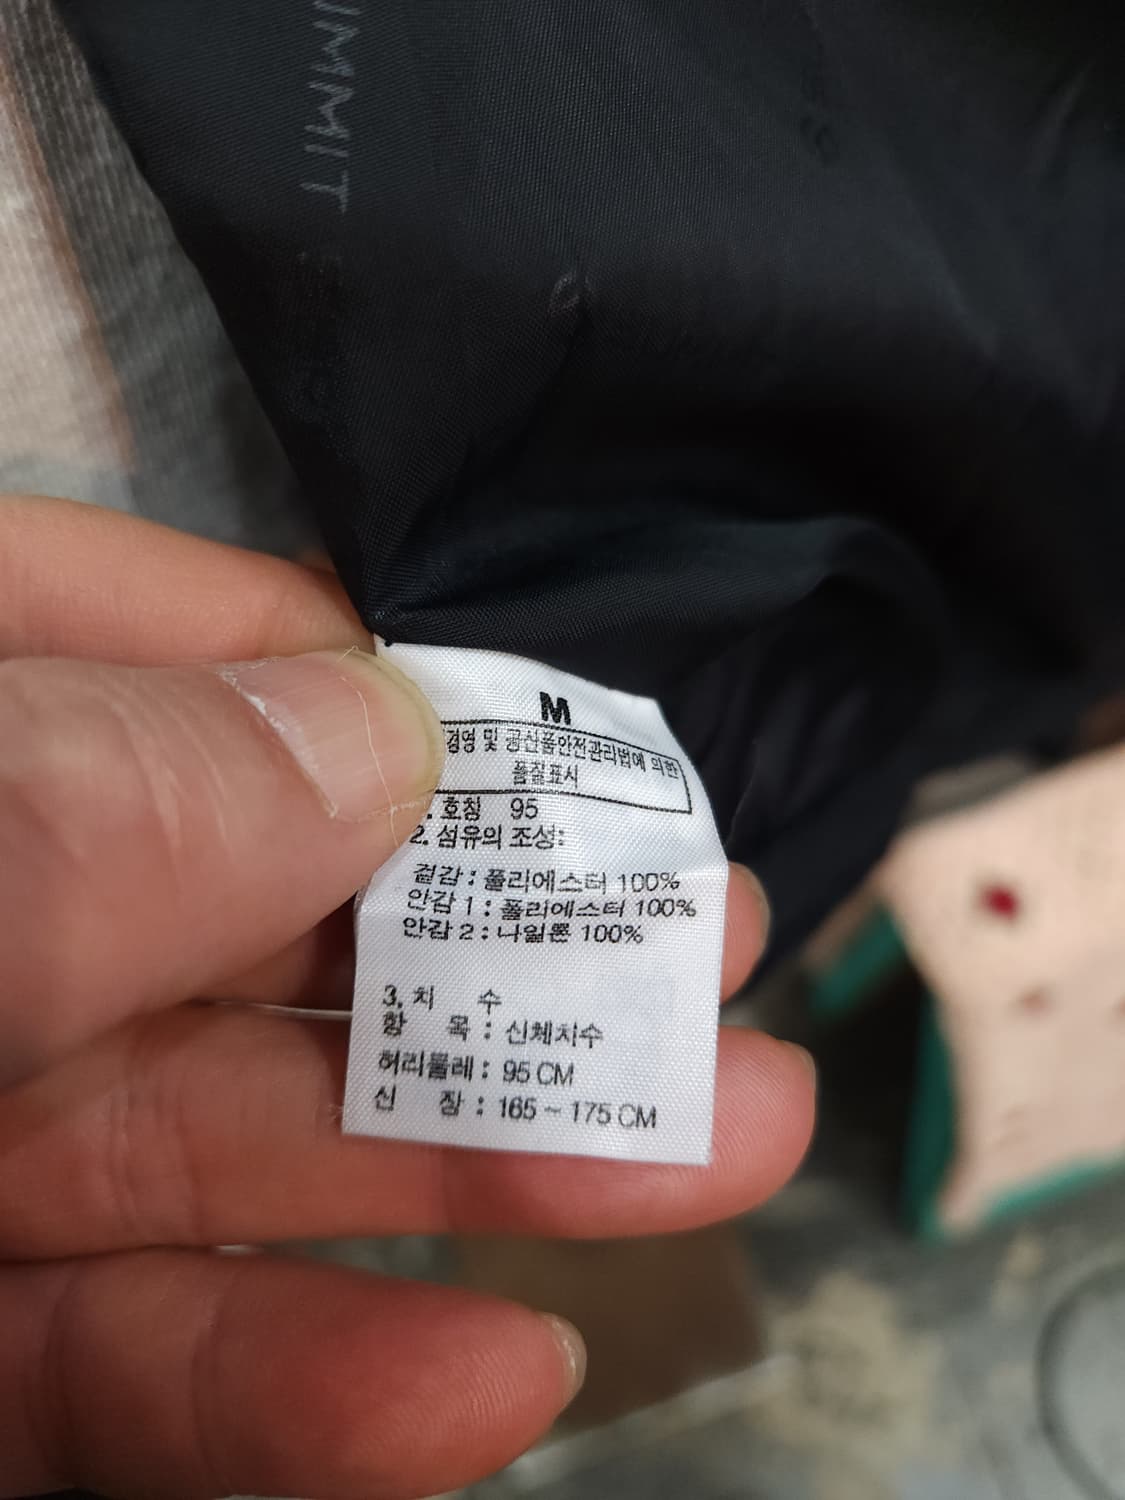 UMMIT
M
경영 및 공산품안전관리법에 의한
품질표시
. 호칭 95
2. 섬유의 조성:
겉감 : 폴리에스터 100%
안감 1 : 폴리에스터 100%
안감 2 : 나일론 100%
3. 치 수
항 목 : 신체치수
허리둘레 : 95 CM
신 장 : 165 ~ 175 CM